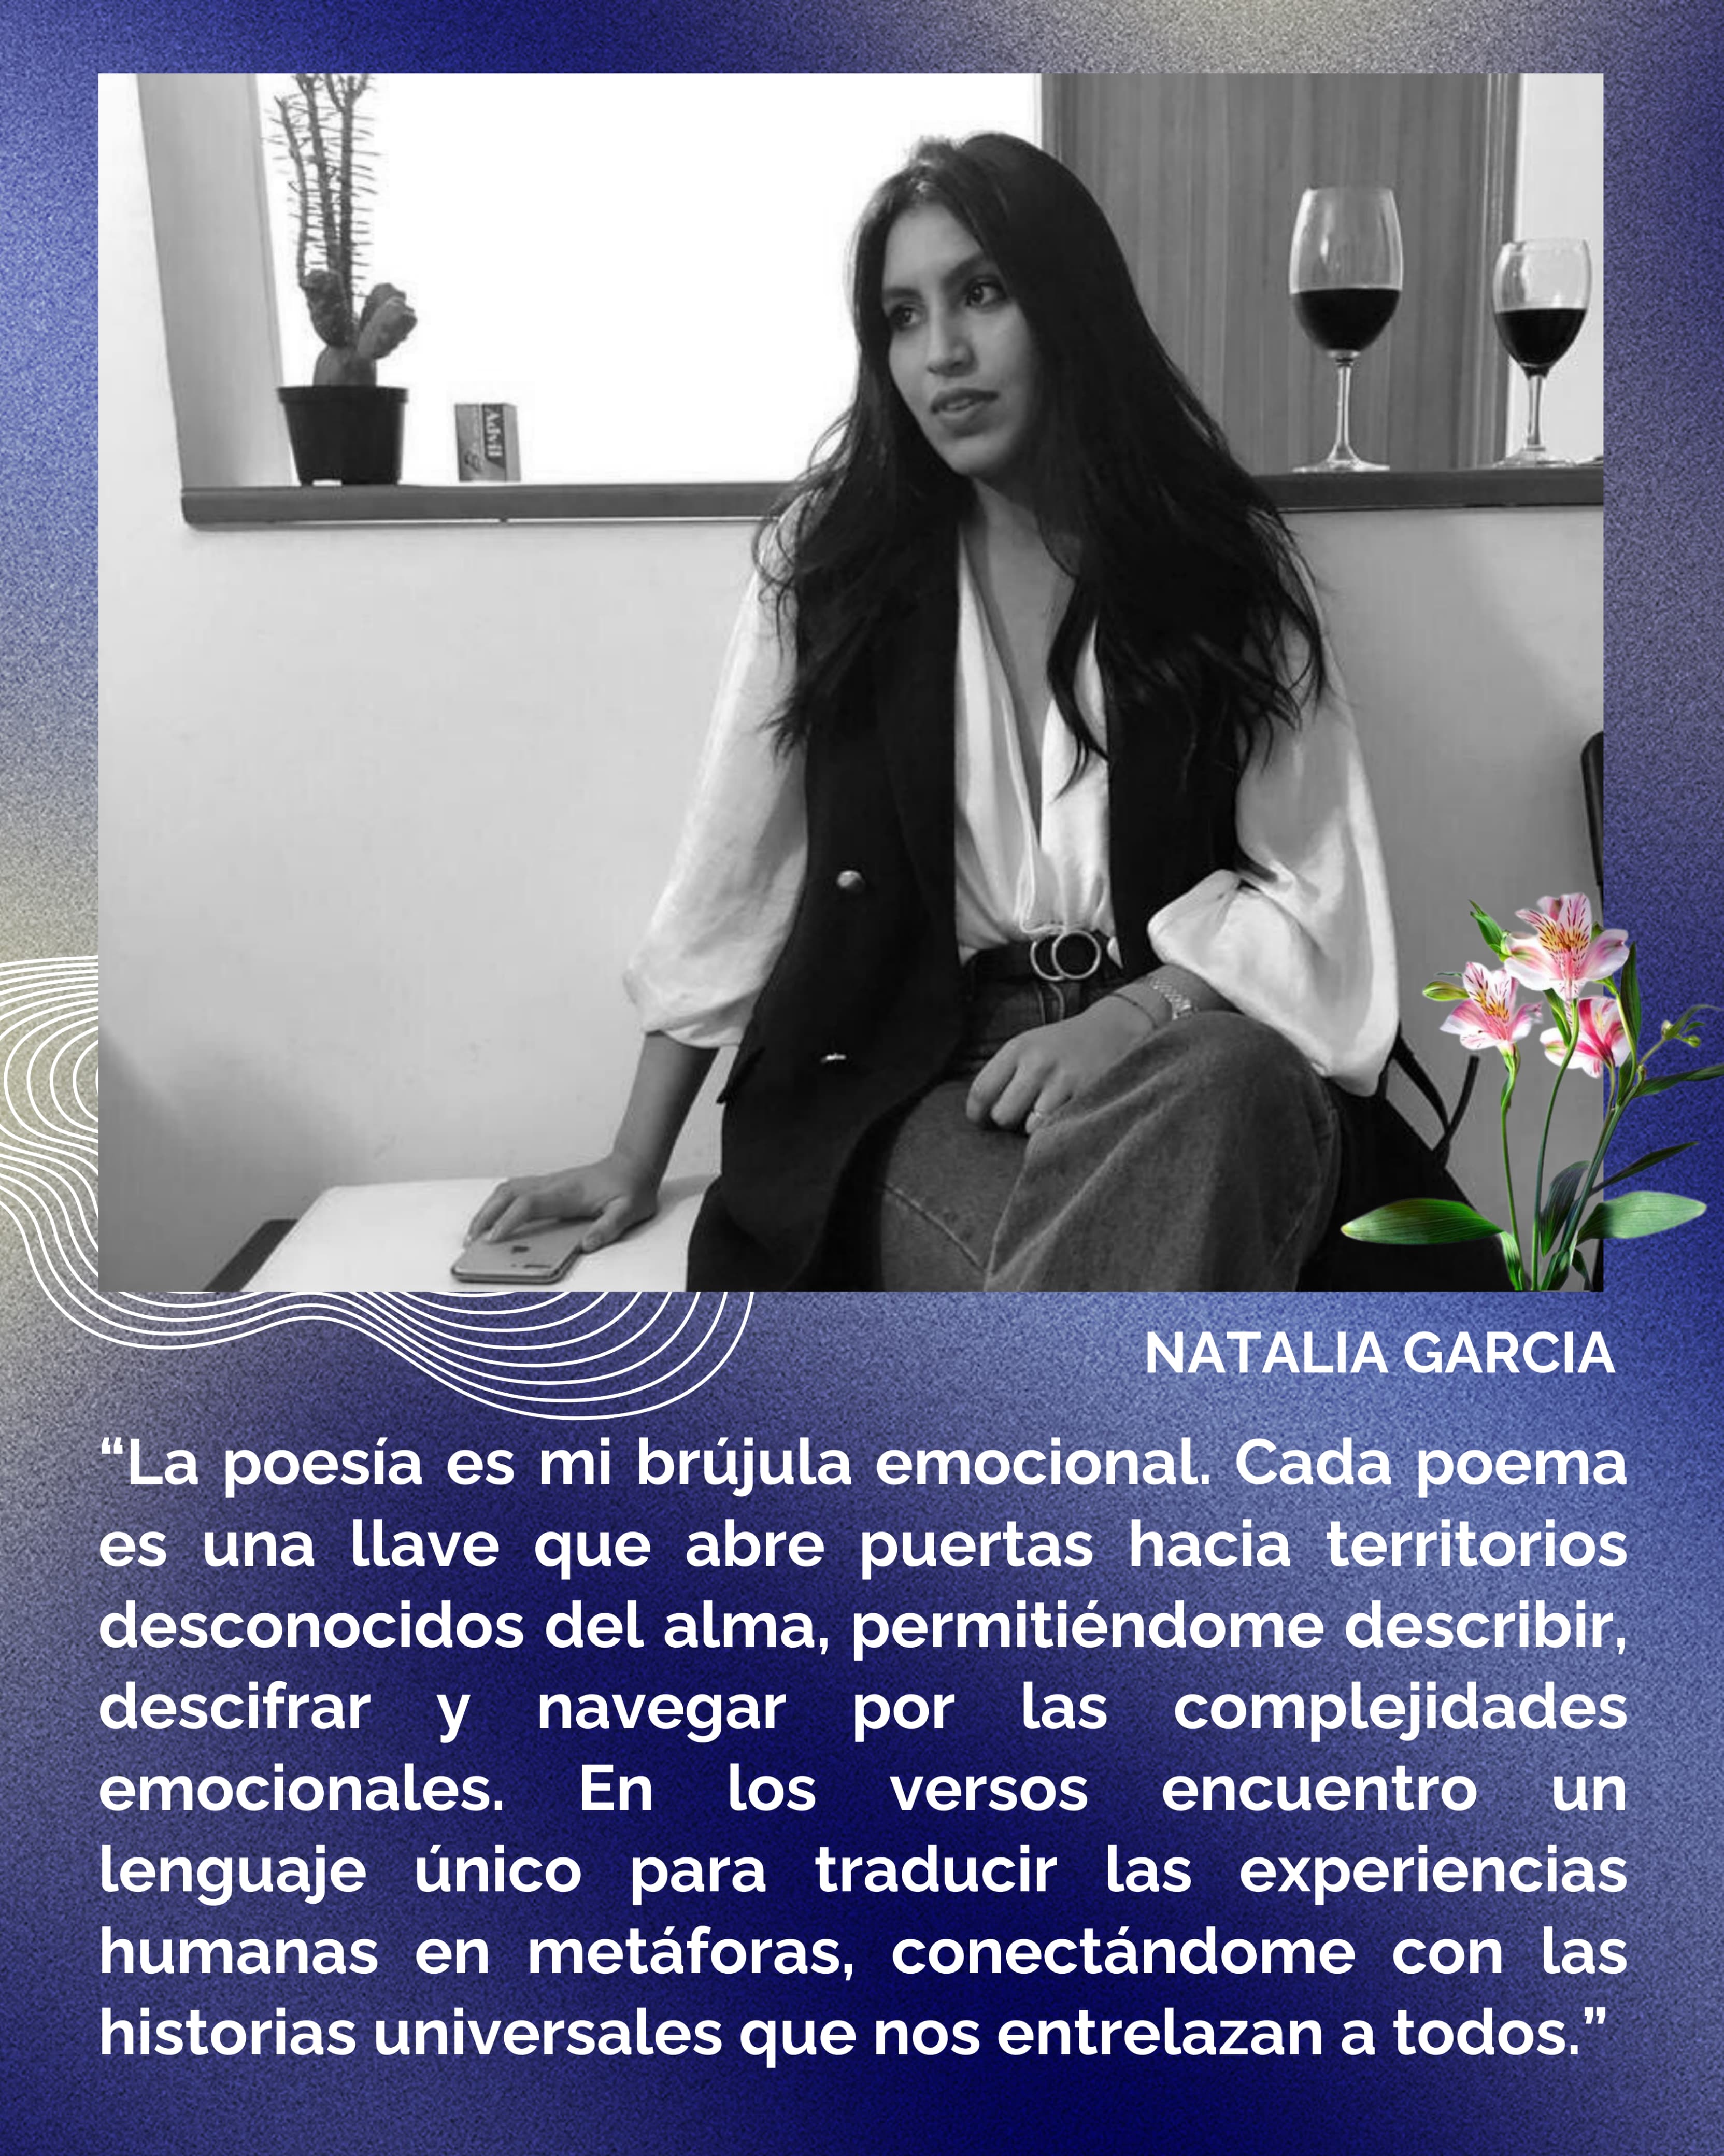 NATALIA GARCIA
“La poesía es mi brújula emocional. Cada poema
es una llave que abre puertas hacia territorios
desconocidos del alma, permitiéndome describir,
descifrar y navegar por las complejidades
emocionales. En los versos encuentro un
lenguaje único para traducir las experiencias
humanas en metáforas, conectándome con las
historias universales que nos entrelazan a todos.”